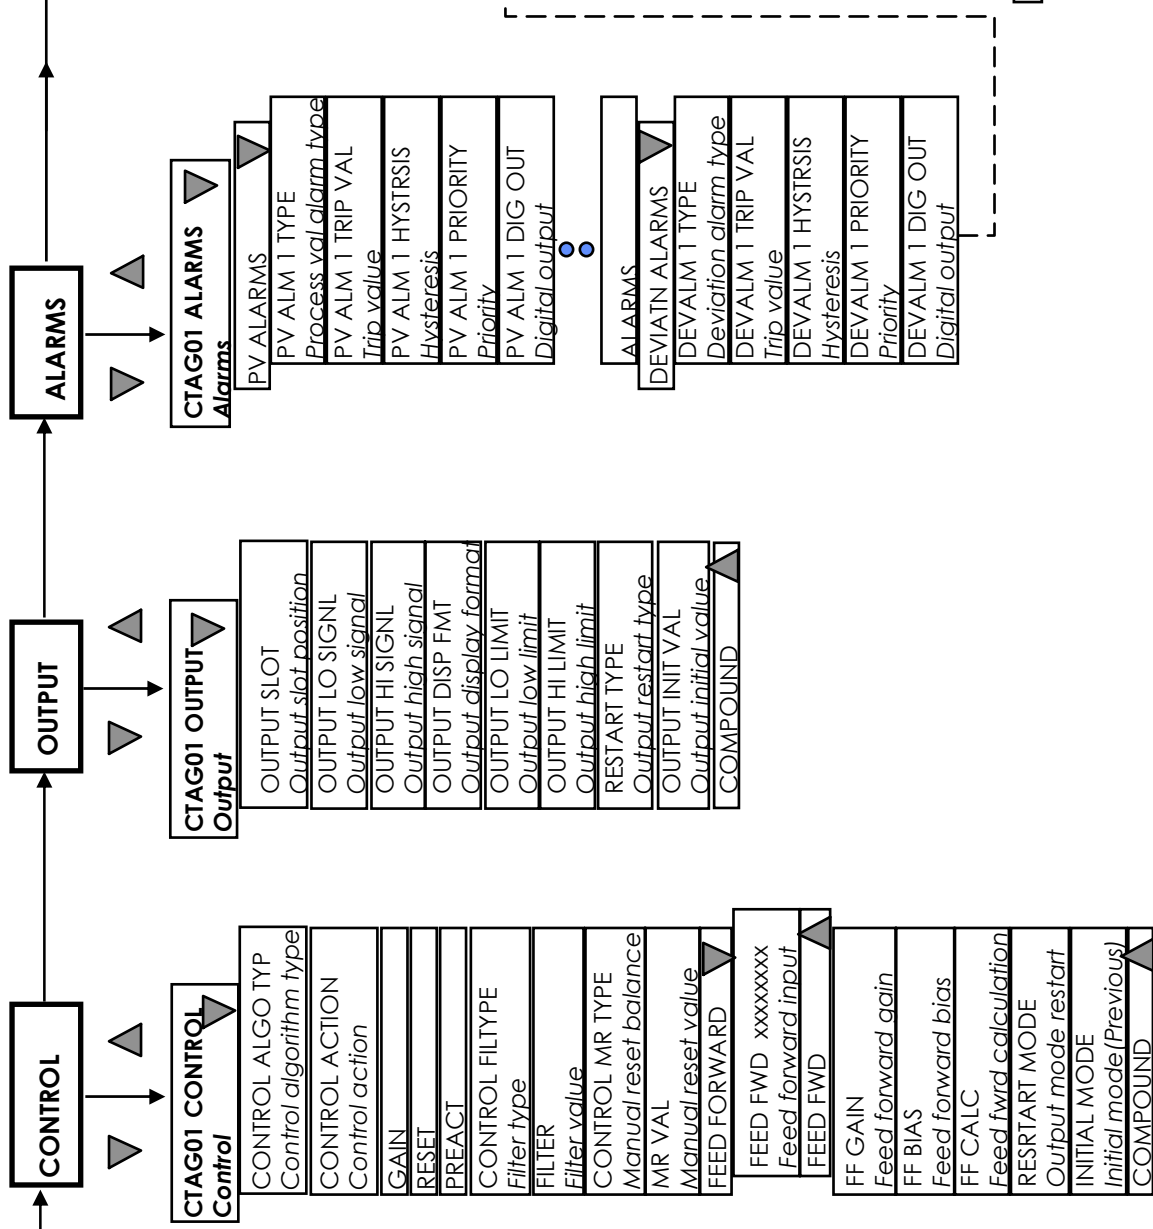 CONTROL
CTAG01 CONTROL
Control
CONTROL ALGO TYP
Control algorithm type
CONTROL ACTION
Control action
GAIN
RESET
PREACT
CONTROL FILTYPE
Filter type
FILTER
Filter value
CONTROL MR TYPE
Manual reset balance
MR VAL
Manual reset value
FEED FORWARD
FEED FWD xxxxxxxx
Feed forward input
FEED FWD
FF GAIN
Feed forward gain
FF BIAS
Feed forward bias
FF CALC
Feed fwrd calculation
RESRTART MODE
Output mode restart
INITIAL MODE
Initial mode(Previous)
COMPOUND
OUTPUT
CTAG01 OUTPUT
Output
OUTPUT SLOT
Output slot position
OUTPUT LO SIGNL
Output low signal
OUTPUT HI SIGNL
Output high signal
OUTPUT DISP FMT
Output display format
OUTPUT LO LIMIT
Output low limit
OUTPUT HI LIMIT
Output high limit
RESTART TYPE
Output restart type
OUTPUT INIT VAL
Output initial value
COMPOUND
ALARMS
CTAG01 ALARMS
Alarms
PV ALARMS
PV ALM 1 TYPE
Process val alarm type
PV ALM 1 TRIP VAL
Trip value
PV ALM 1 HYSTRSIS
Hysteresis
PV ALM 1 PRIORITY
Priority
PV ALM 1 DIG OUT
Digital output
ALARMS
DEVIATN ALARMS
DEVALM 1 TYPE
Deviation alarm type
DEVALM 1 TRIP VAL
Trip value
DEVALM 1 HYSTRSIS
Hysteresis
DEVALM 1 PRIORITY
Priority
DEVALM 1 DIG OUT
Digital output